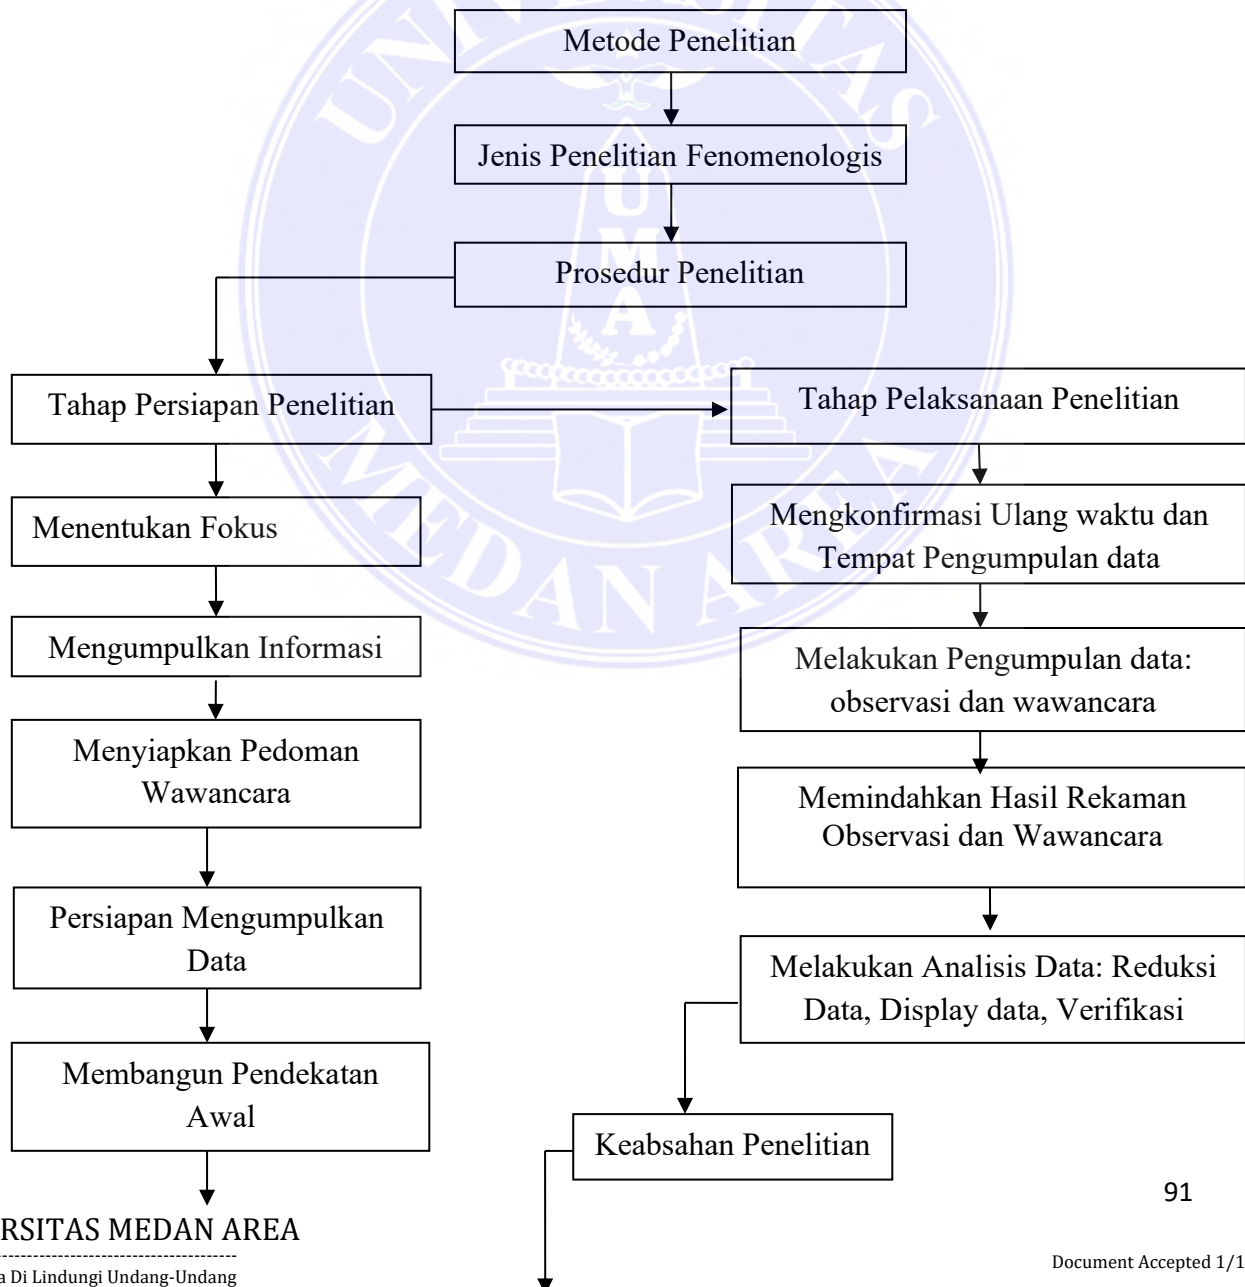 UNIVERSITAS
MEDAN AREA
U
M
A
Metode Penelitian
Jenis Penelitian Fenomenologis
Prosedur Penelitian
Tahap Persiapan Penelitian
Menentukan Fokus
Mengumpulkan Informasi
Menyiapkan Pedoman
Wawancara
Persiapan Mengumpulkan
Data
Membangun Pendekatan
Awal
Tahap Pelaksanaan Penelitian
Mengkonfirmasi Ulang waktu dan
Tempat Pengumpulan data
Melakukan Pengumpulan data:
observasi dan wawancara
Memindahkan Hasil Rekaman
Observasi dan Wawancara
Melakukan Analisis Data: Reduksi
Data, Display data, Verifikasi
Keabsahan Penelitian
91
RSITAS MEDAN AREA
a Di Lindungi Undang-Undang
Document Accepted 1/1